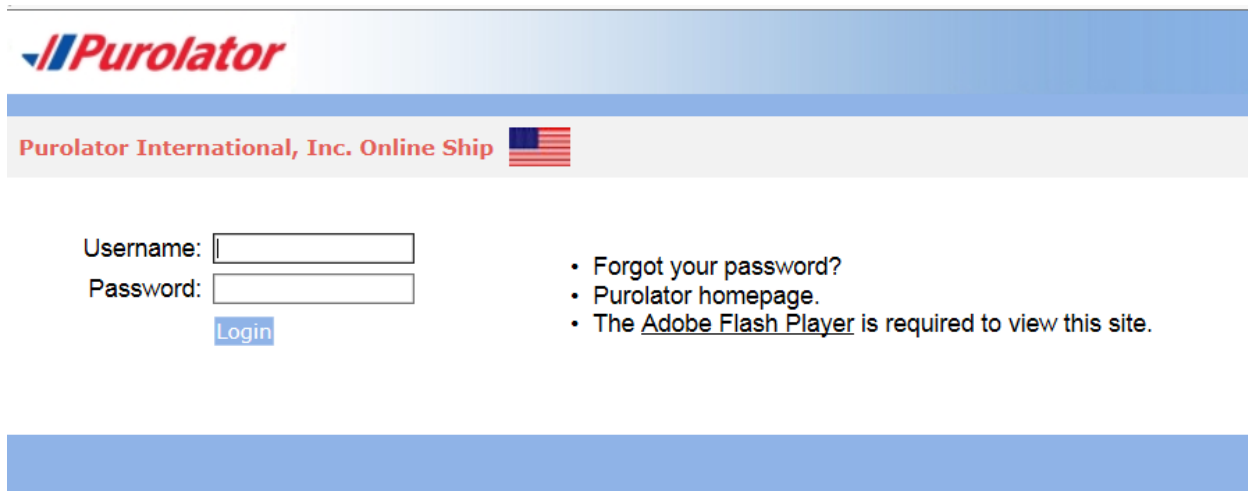 Purolator
Purolator International, Inc. Online Ship
Username:
Password:
Login
• Forgot your password?
• Purolator homepage.
• The Adobe Flash Player is required to view this site.